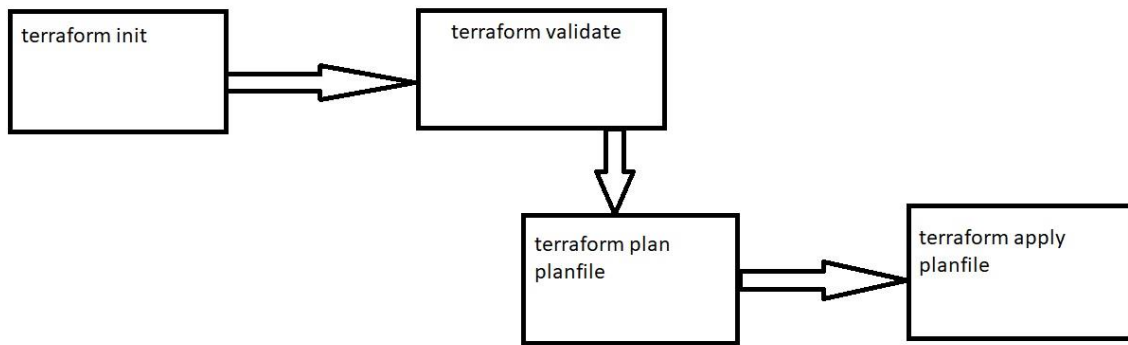 terraform init
terraform validate
terraform plan
planfile
terraform apply
planfile